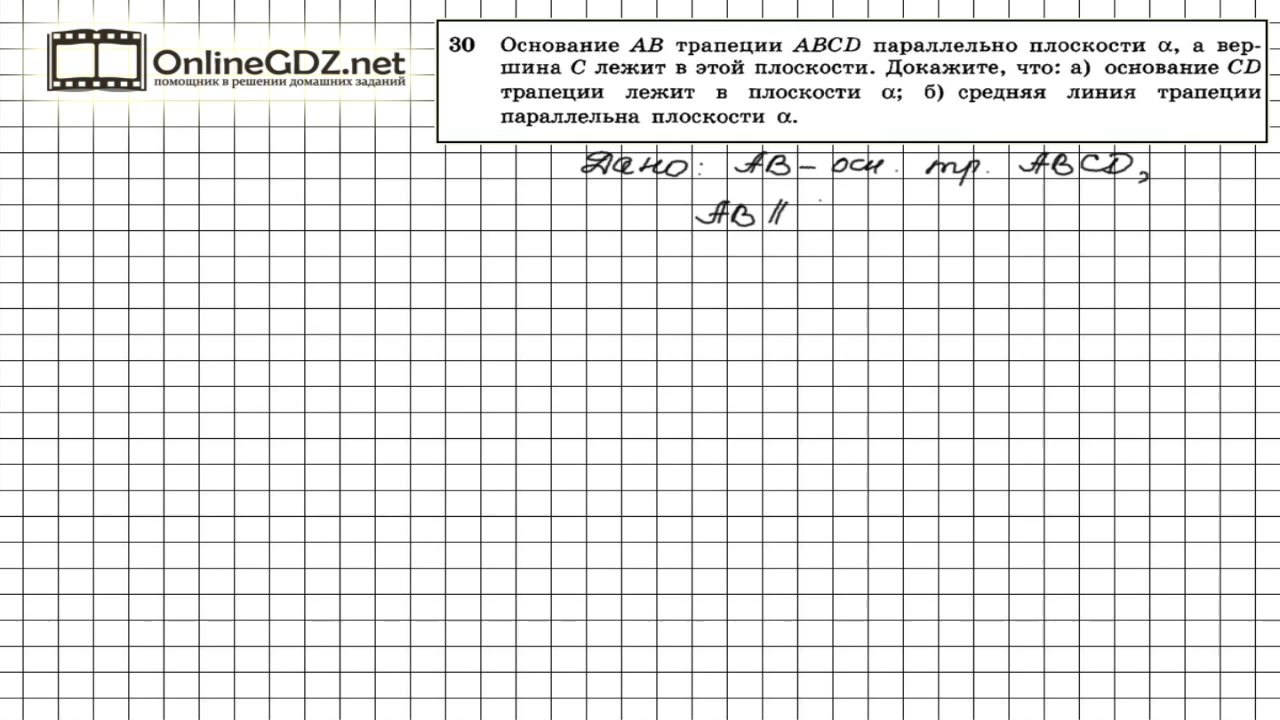 OnlineGDZ.net
помощник в решении домашних заданий
30 Основание AB трапеции ABCD параллельно плоскости α, а вер-
шина C лежит в этой плоскости. Докажите, что: а) основание CD
трапеции лежит в плоскости α; б) средняя линия трапеции
параллельна плоскости α.
Дано: AB – осн. тр. ABCD,
AB ||